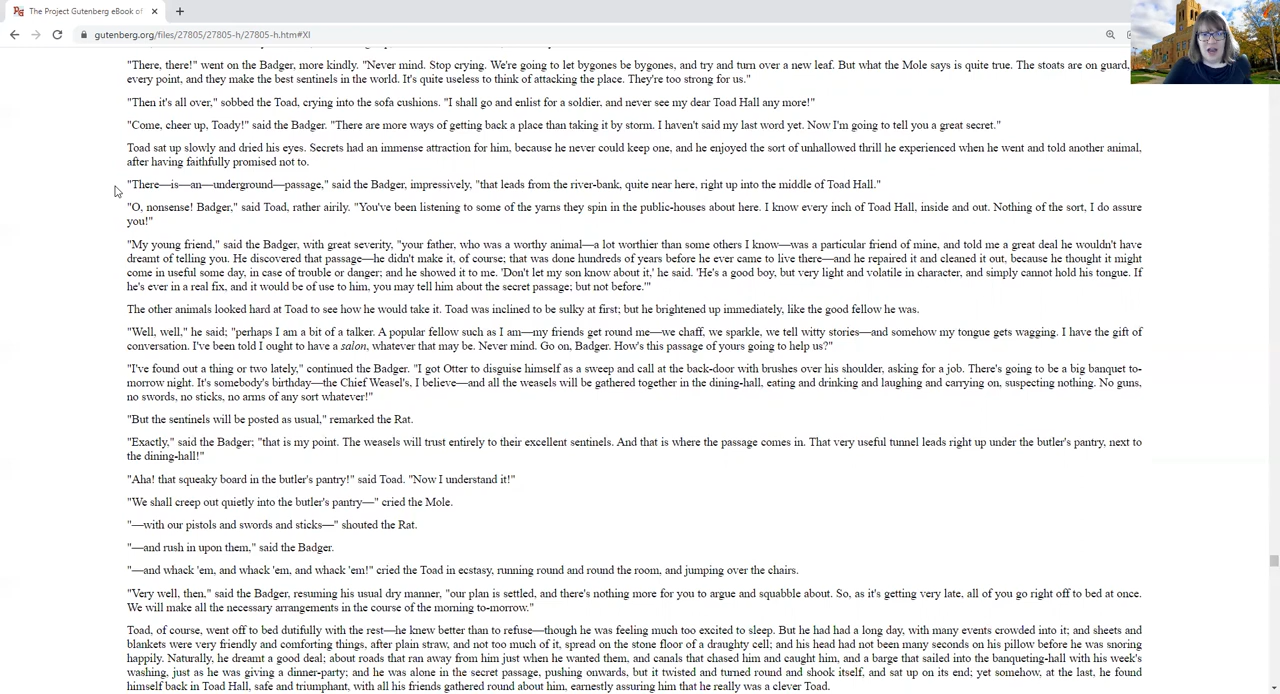 The Project Gutenberg eBook of
gutenberg.org/files/27805/27805-h/27805-h.htm#XI
"There, there!" went on the Badger, more kindly. "Never mind. Stop crying. We're going to let bygones be bygones, and try and turn over a new leaf. But what the Mole says is quite true. The stoats are on guard,
every point, and they make the best sentinels in the world. It's quite useless to think of attacking the place. They're too strong for us."
"Then it's all over," sobbed the Toad, crying into the sofa cushions. "I shall go and enlist for a soldier, and never see my dear Toad Hall any more!"
"Come, cheer up, Toady!" said the Badger. "There are more ways of getting back a place than taking it by storm. I haven't said my last word yet. Now I'm going to tell you a great secret."
Toad sat up slowly and dried his eyes. Secrets had an immense attraction for him, because he never could keep one, and he enjoyed the sort of unhallowed thrill he experienced when he went and told another animal,
after having faithfully promised not to.
"There—is—an—underground—passage," said the Badger, impressively, "that leads from the river-bank, quite near here, right up into the middle of Toad Hall."
"O, nonsense! Badger," said Toad, rather airily. "You've been listening to some of the yarns they spin in the public-houses about here. I know every inch of Toad Hall, inside and out. Nothing of the sort, I do assure
you!"
"My young friend," said the Badger, with great severity, "your father, who was a worthy animal—a lot worthier than some others I know—was a particular friend of mine, and told me a great deal he wouldn't have
dreamt of telling you. He discovered that passage—he didn't make it, of course; that was done hundreds of years before he ever came to live there—and he repaired it and cleaned it out, because he thought it might
come in useful some day, in case of trouble or danger; and he showed it to me. 'Don't let my son know about it,' he said. 'He's a good boy, but very light and volatile in character, and simply cannot hold his tongue. If
he's ever in a real fix, and it would be of use to him, you may tell him about the secret passage; but not before.'"
The other animals looked hard at Toad to see how he would take it. Toad was inclined to be sulky at first; but he brightened up immediately, like the good fellow he was.
"Well, well," he said; "perhaps I am a bit of a talker. A popular fellow such as I am—my friends get round me—we chaff, we sparkle, we tell witty stories—and somehow my tongue gets wagging. I have the gift of
conversation. I've been told I ought to have a salon, whatever that may be. Never mind. Go on, Badger. How's this passage of yours going to help us?"
"I've found out a thing or two lately," continued the Badger. "I got Otter to disguise himself as a sweep and call at the back-door with brushes over his shoulder, asking for a job. There's going to be a big banquet to-
morrow night. It's somebody's birthday—the Chief Weasel's, I believe—and all the weasels will be gathered together in the dining-hall, eating and drinking and laughing and carrying on, suspecting nothing. No guns,
no swords, no sticks, no arms of any sort whatever!"
"But the sentinels will be posted as usual," remarked the Rat.
"Exactly," said the Badger; "that is my point. The weasels will trust entirely to their excellent sentinels. And that is where the passage comes in. That very useful tunnel leads right up under the butler's pantry, next to
the dining-hall!"
"Aha! that squeaky board in the butler's pantry!" said Toad. "Now I understand it!"
"We shall creep out quietly into the butler's pantry—" cried the Mole.
"—with our pistols and swords and sticks—" shouted the Rat.
"—and rush in upon them," said the Badger.
"—and whack 'em, and whack 'em, and whack 'em!" cried the Toad in ecstasy, running round and round the room, and jumping over the chairs.
"Very well, then," said the Badger, resuming his usual dry manner, "our plan is settled, and there's nothing more for you to argue and squabble about. So, as it's getting very late, all of you go right off to bed at once.
We will make all the necessary arrangements in the course of the morning to-morrow."
Toad, of course, went off to bed dutifully with the rest—he knew better than to refuse—though he was feeling much too excited to sleep. But he had had a long day, with many events crowded into it; and sheets and
blankets were very friendly and comforting things, after plain straw, and not too much of it, spread on the stone floor of a draughty cell; and his head had not been many seconds on his pillow before he was snoring
happily. Naturally, he dreamt a good deal; about roads that ran away from him just when he wanted them, and canals that chased him and caught him, and a barge that sailed into the banqueting-hall with his week's
washing, just as he was giving a dinner-party; and he was alone in the secret passage, pushing onwards, but it twisted and turned round and shook itself, and sat up on its end; yet somehow, at the last, he found
himself back in Toad Hall, safe and triumphant, with all his friends gathered round about him, earnestly assuring him that he really was a clever Toad.